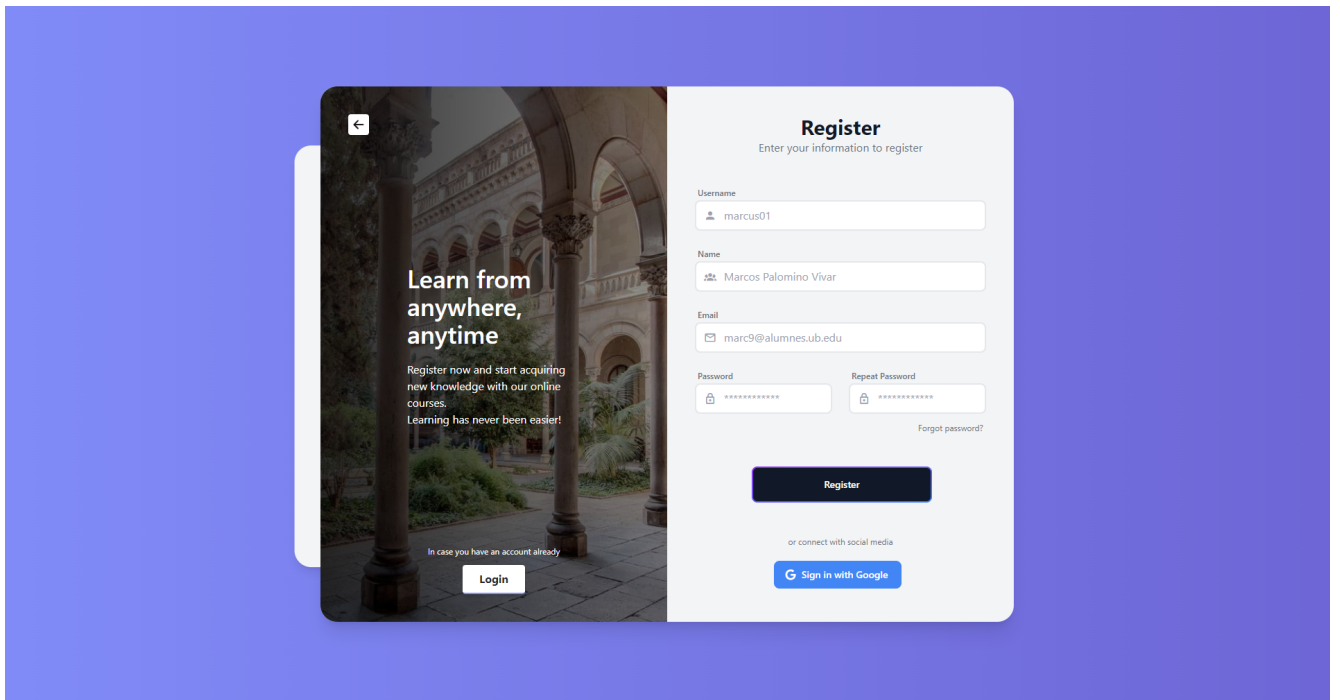 Learn from
anywhere,
anytime
Register now and start acquiring
new knowledge with our online
courses.
Learning has never been easier!
In case you have an account already
Login
Register
Enter your information to register
Username
marcus01
Name
Marcos Palomino Vivar
Email
marc9@alumnes.ub.edu
Password
Repeat Password
************
************
Forgot password?
Register
or connect with social media
G Sign in with Google